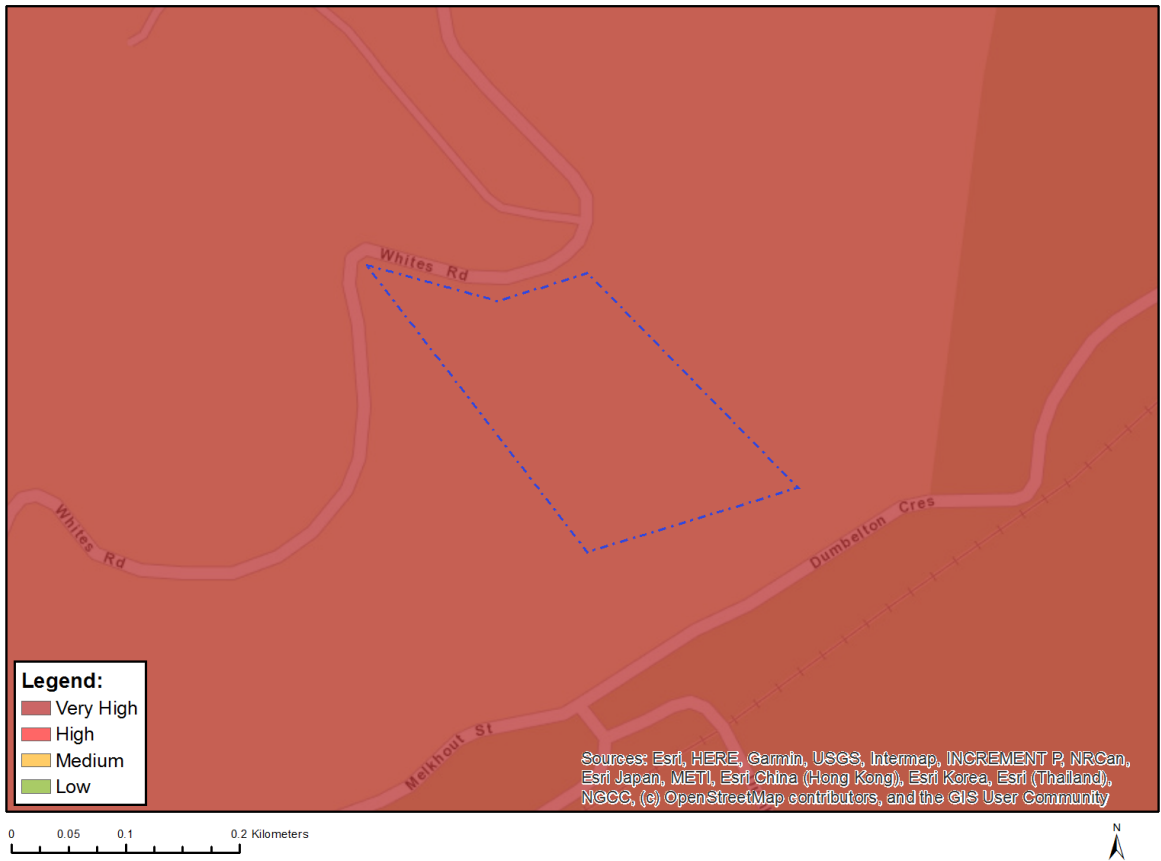 Whites Rd
Whites Rd
Dumbelton Cres
Melkhout St
Legend:
Very High
High
Medium
Low
Sources: Esri, HERE, Garmin, USGS, Intermap, INCREMENT P, NRCan,
Esri Japan, METI, Esri China (Hong Kong), Esri Korea, Esri (Thailand),
NGCC, (c) OpenStreetMap contributors, and the GIS User Community
0 0.05 0.1 0.2 Kilometers
N